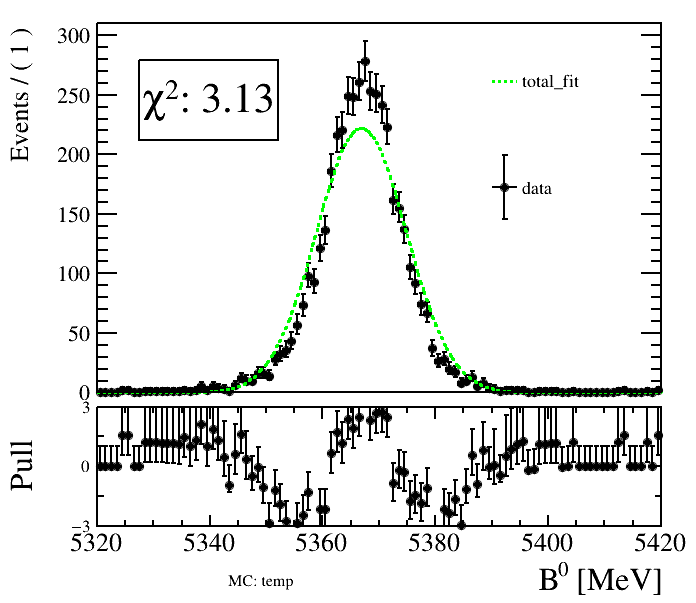 Events / ( 1 )
300
250
200
150
100
50
0
χ²: 3.13
total_fit
data
Pull
3
0
−3
5320 5340 5360 5380 5400 5420
MC: temp
B⁰ [MeV]